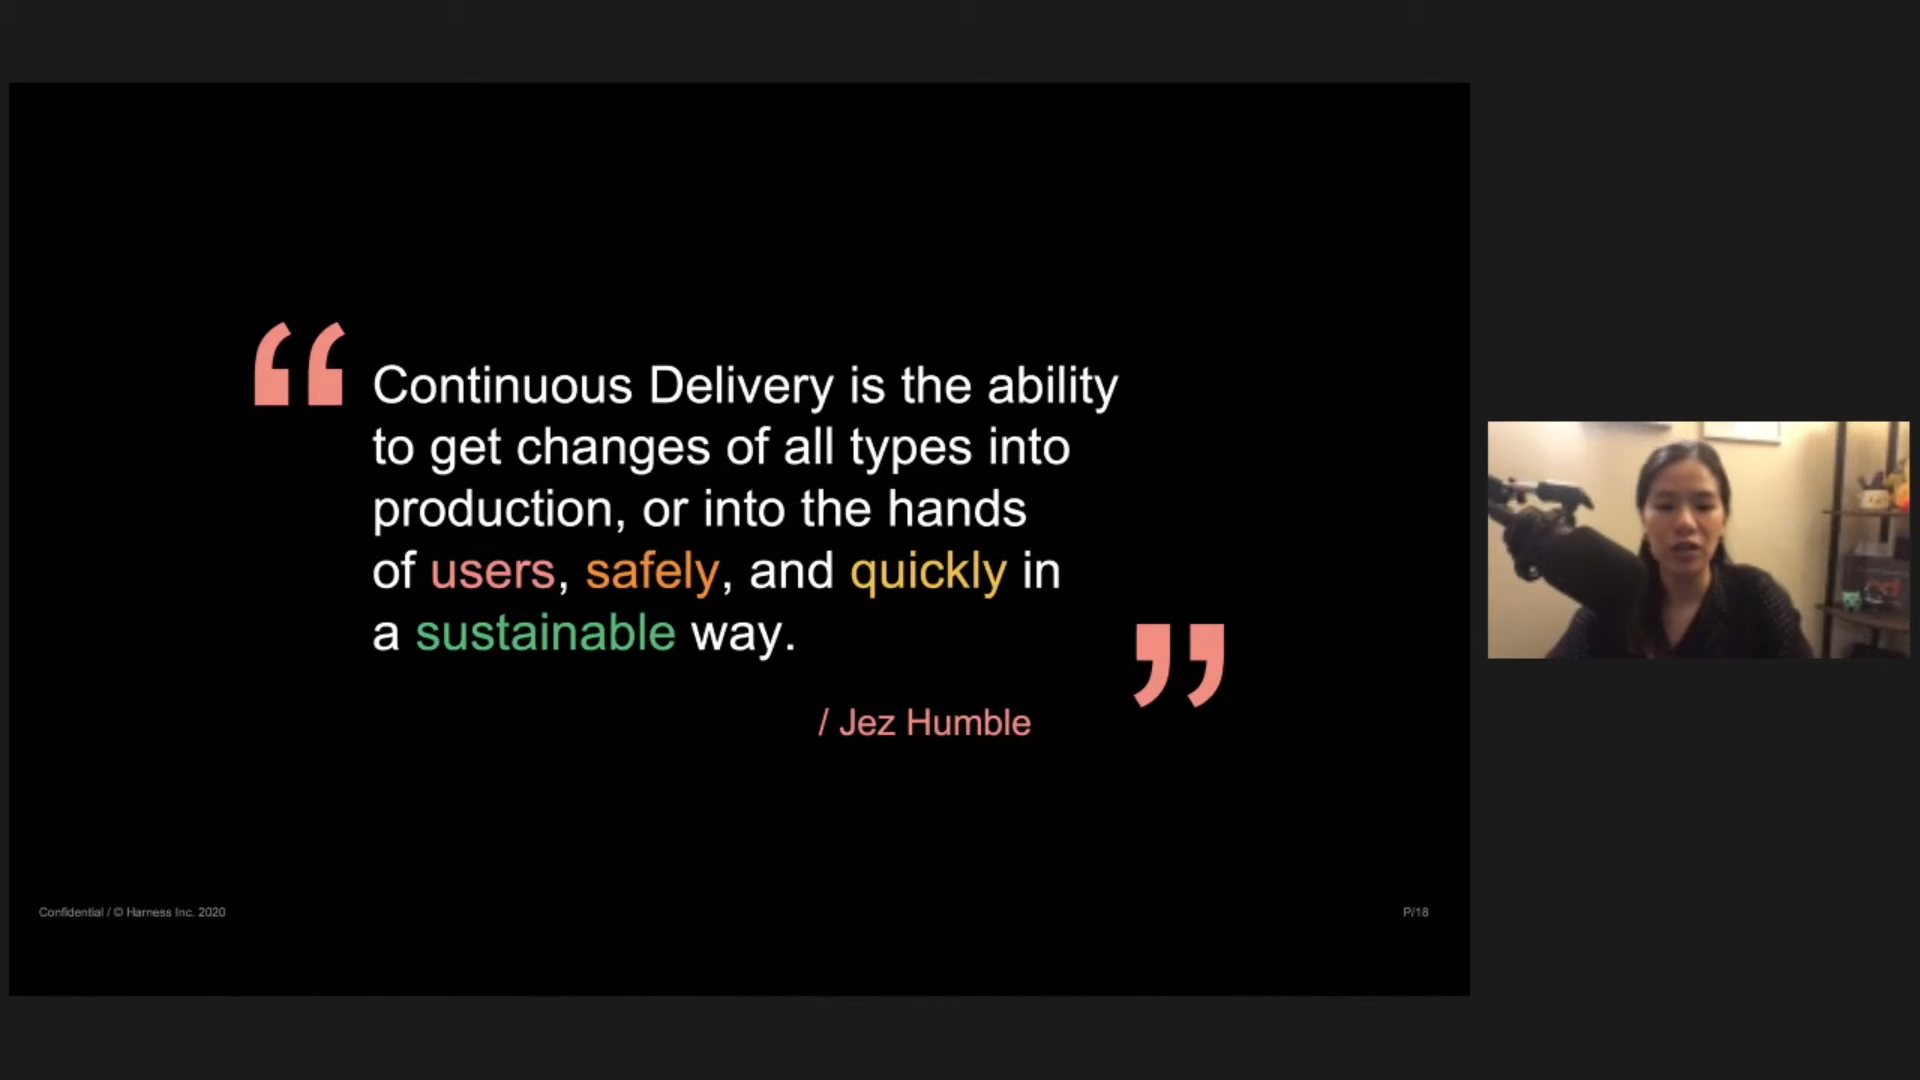 “
Continuous Delivery is the ability
to get changes of all types into
production, or into the hands
of users, safely, and quickly in
a sustainable way.
”
/ Jez Humble
Confidential / © Harness Inc. 2020
P/18
cd